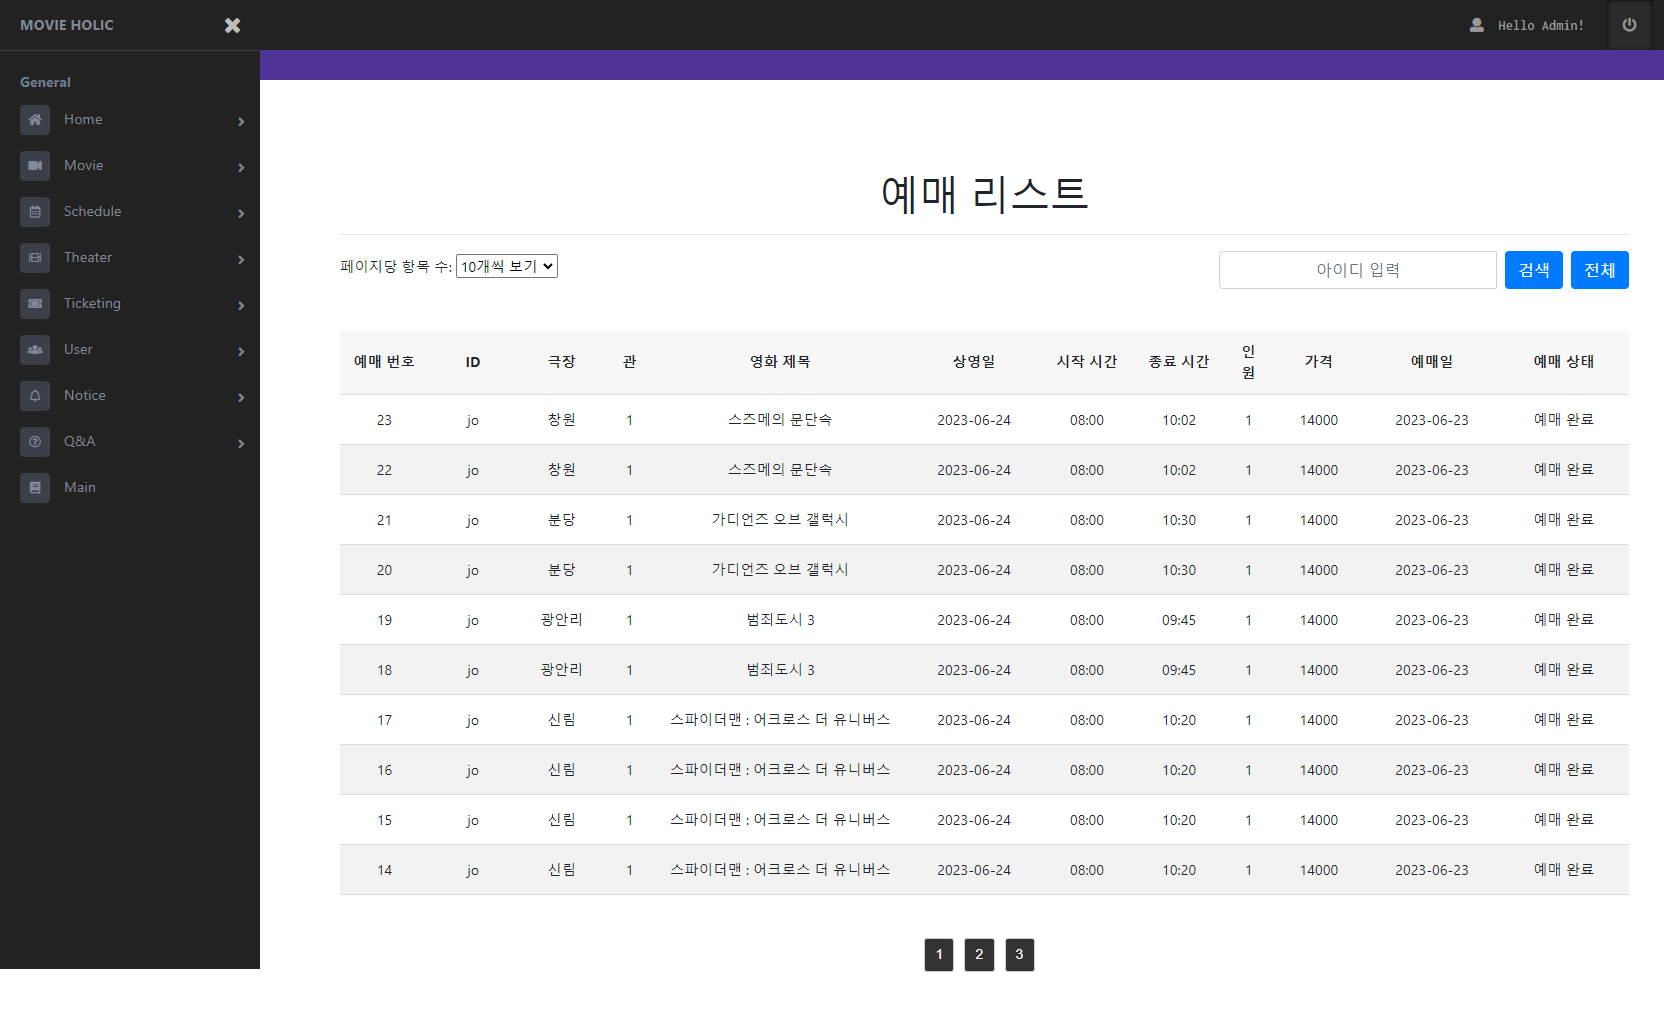 MOVIE HOLIC
Hello Admin!
General
Home
Movie
Schedule
Theater
Ticketing
User
Notice
Q&A
Main
예매 리스트
페이지당 항목 수: 10개씩 보기
아이디 입력 검색 전체
예매 번호 ID 극장 관 영화 제목 상영일 시작 시간 종료 시간 인원 가격 예매일 예매 상태
23 jo 창원 1 스즈메의 문단속 2023-06-24 08:00 10:02 1 14000 2023-06-23 예매 완료
22 jo 창원 1 스즈메의 문단속 2023-06-24 08:00 10:02 1 14000 2023-06-23 예매 완료
21 jo 분당 1 가디언즈 오브 갤럭시 2023-06-24 08:00 10:30 1 14000 2023-06-23 예매 완료
20 jo 분당 1 가디언즈 오브 갤럭시 2023-06-24 08:00 10:30 1 14000 2023-06-23 예매 완료
19 jo 광안리 1 범죄도시 3 2023-06-24 08:00 09:45 1 14000 2023-06-23 예매 완료
18 jo 광안리 1 범죄도시 3 2023-06-24 08:00 09:45 1 14000 2023-06-23 예매 완료
17 jo 신림 1 스파이더맨 : 어크로스 더 유니버스 2023-06-24 08:00 10:20 1 14000 2023-06-23 예매 완료
16 jo 신림 1 스파이더맨 : 어크로스 더 유니버스 2023-06-24 08:00 10:20 1 14000 2023-06-23 예매 완료
15 jo 신림 1 스파이더맨 : 어크로스 더 유니버스 2023-06-24 08:00 10:20 1 14000 2023-06-23 예매 완료
14 jo 신림 1 스파이더맨 : 어크로스 더 유니버스 2023-06-24 08:00 10:20 1 14000 2023-06-23 예매 완료
1 2 3